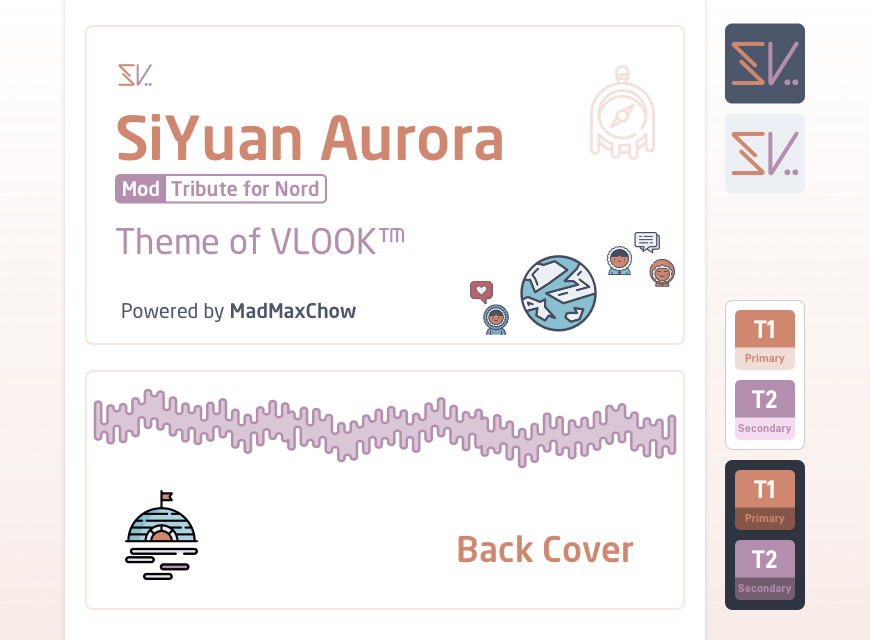 SiYuan Aurora
Mod Tribute for Nord
Theme of VLOOK™
Powered by MadMaxChow
Back Cover
T1
Primary
T2
Secondary
T1
Primary
T2
Secondary